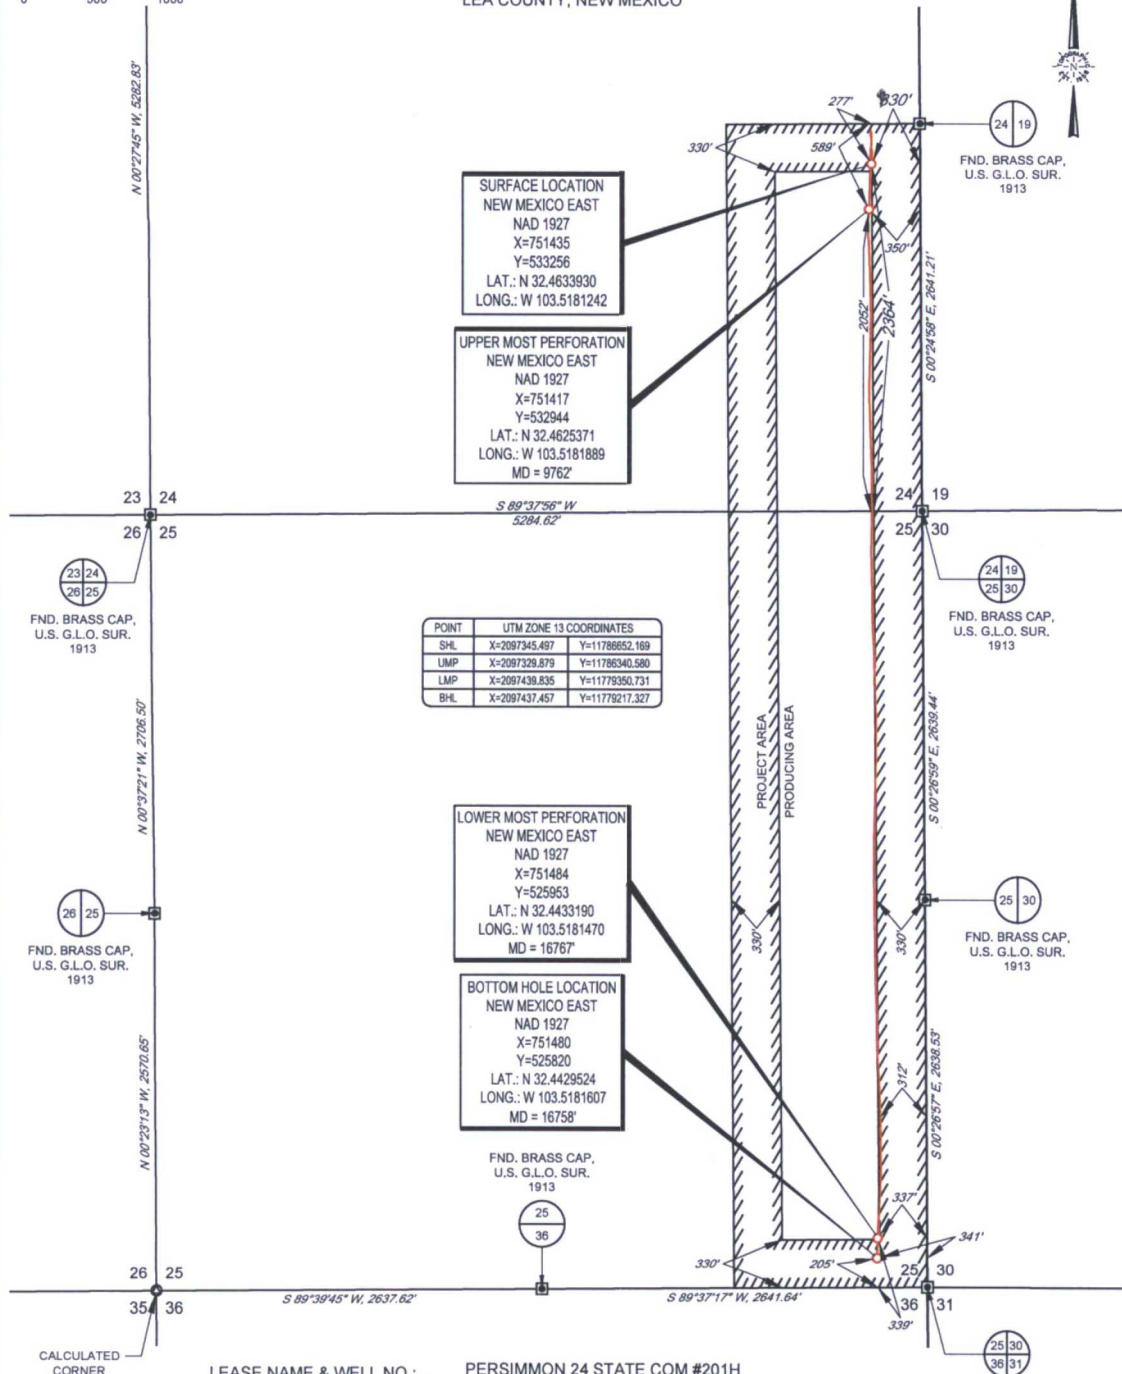 LEA COUNTY, NEW MEXICO
0 500 1000
N 00°27'45" W, 5282.83'
N
277'
330'
330'
589'
24 19
FND. BRASS CAP,
U.S. G.L.O. SUR.
1913
SURFACE LOCATION
NEW MEXICO EAST
NAD 1927
X=751435
Y=533256
LAT.: N 32.4633930
LONG.: W 103.5181242
350'
2052'
2364'
S 00°24'58" E, 2641.21'
UPPER MOST PERFORATION
NEW MEXICO EAST
NAD 1927
X=751417
Y=532944
LAT.: N 32.4625371
LONG.: W 103.5181889
MD = 9762'
23 24
26 25
S 89°37'56" W
5284.62'
24 19
25 30
23 24
26 25
FND. BRASS CAP,
U.S. G.L.O. SUR.
1913
24 19
25 30
FND. BRASS CAP,
U.S. G.L.O. SUR.
1913
POINT UTM ZONE 13 COORDINATES
SHL X=2097345.497 Y=11786652.169
UMP X=2097329.879 Y=11786340.580
LMP X=2097439.835 Y=11779350.731
BHL X=2097437.457 Y=11779217.327
N 00°37'21" W, 2706.50'
PROJECT AREA
PRODUCING AREA
S 00°26'59" E, 2639.44'
LOWER MOST PERFORATION
NEW MEXICO EAST
NAD 1927
X=751484
Y=525953
LAT.: N 32.4433190
LONG.: W 103.5181470
MD = 16767'
26 25
FND. BRASS CAP,
U.S. G.L.O. SUR.
1913
330'
330'
25 30
FND. BRASS CAP,
U.S. G.L.O. SUR.
1913
BOTTOM HOLE LOCATION
NEW MEXICO EAST
NAD 1927
X=751480
Y=525820
LAT.: N 32.4429524
LONG.: W 103.5181607
MD = 16758'
N 00°23'13" W, 2570.65'
312'
S 00°26'57" E, 2638.53'
FND. BRASS CAP,
U.S. G.L.O. SUR.
1913
25
36
337'
341'
330'
205'
339'
26 25
35 36
S 89°39'45" W, 2637.62'
S 89°37'17" W, 2641.64'
25 30
36 31
CALCULATED
CORNER
25 30
36 31
LEASE NAME & WELL NO.: PERSIMMON 24 STATE COM #201H